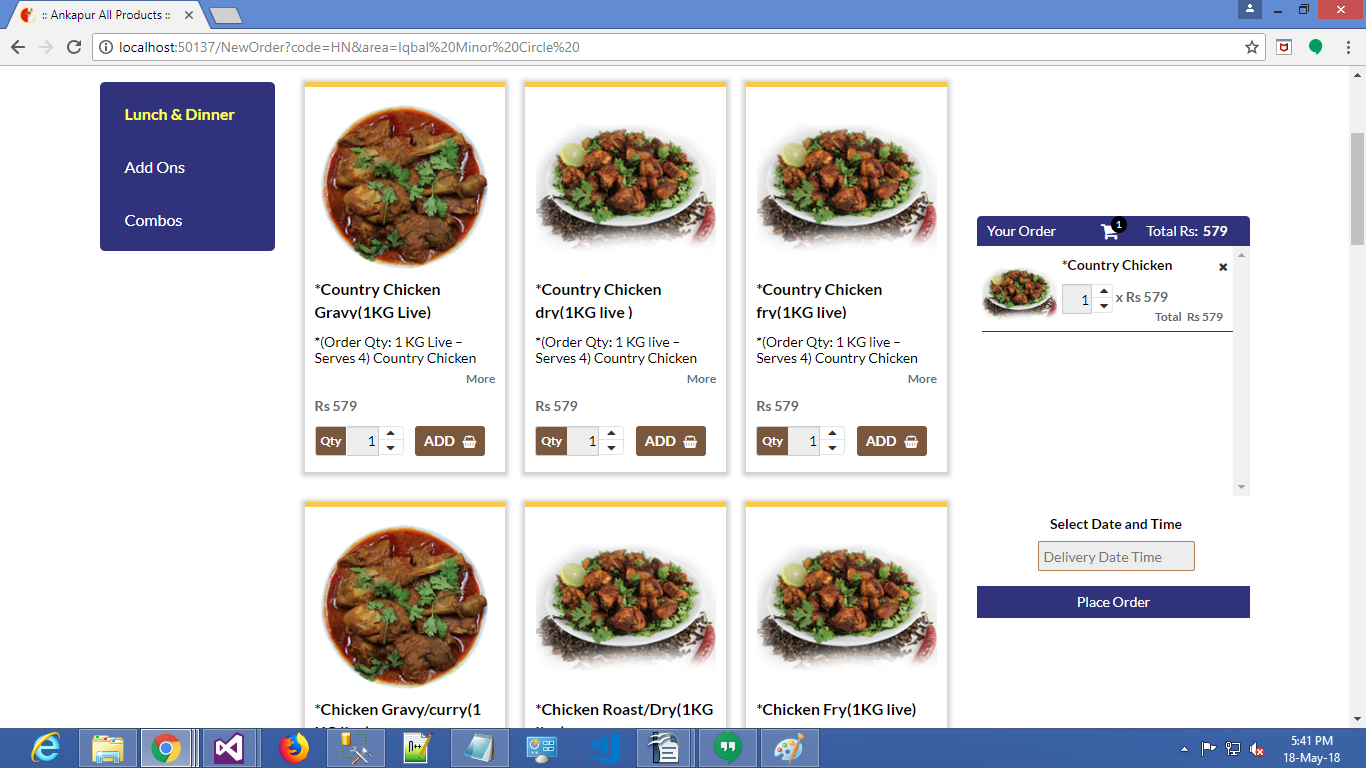 :: Ankapur All Products ::
localhost:50137/NewOrder?code=HN&area=Iqbal%20Minor%20Circle%20
Lunch & Dinner
Add Ons
Combos
*Country Chicken
Gravy(1KG Live)
*(Order Qty: 1 KG Live –
Serves 4) Country Chicken
More
Rs 579
Qty 1 ADD
*Country Chicken
dry(1KG live )
*(Order Qty: 1 KG live –
Serves 4) Country Chicken
More
Rs 579
Qty 1 ADD
*Country Chicken
fry(1KG live)
*(Order Qty: 1 KG live –
Serves 4) Country Chicken
More
Rs 579
Qty 1 ADD
*Chicken Gravy/curry(1
*Chicken Roast/Dry(1KG
*Chicken Fry(1KG live)
Your Order 1 Total Rs: 579
*Country Chicken
1 x Rs 579
Total Rs 579
Select Date and Time
Delivery Date Time
Place Order
5:41 PM
18-May-18